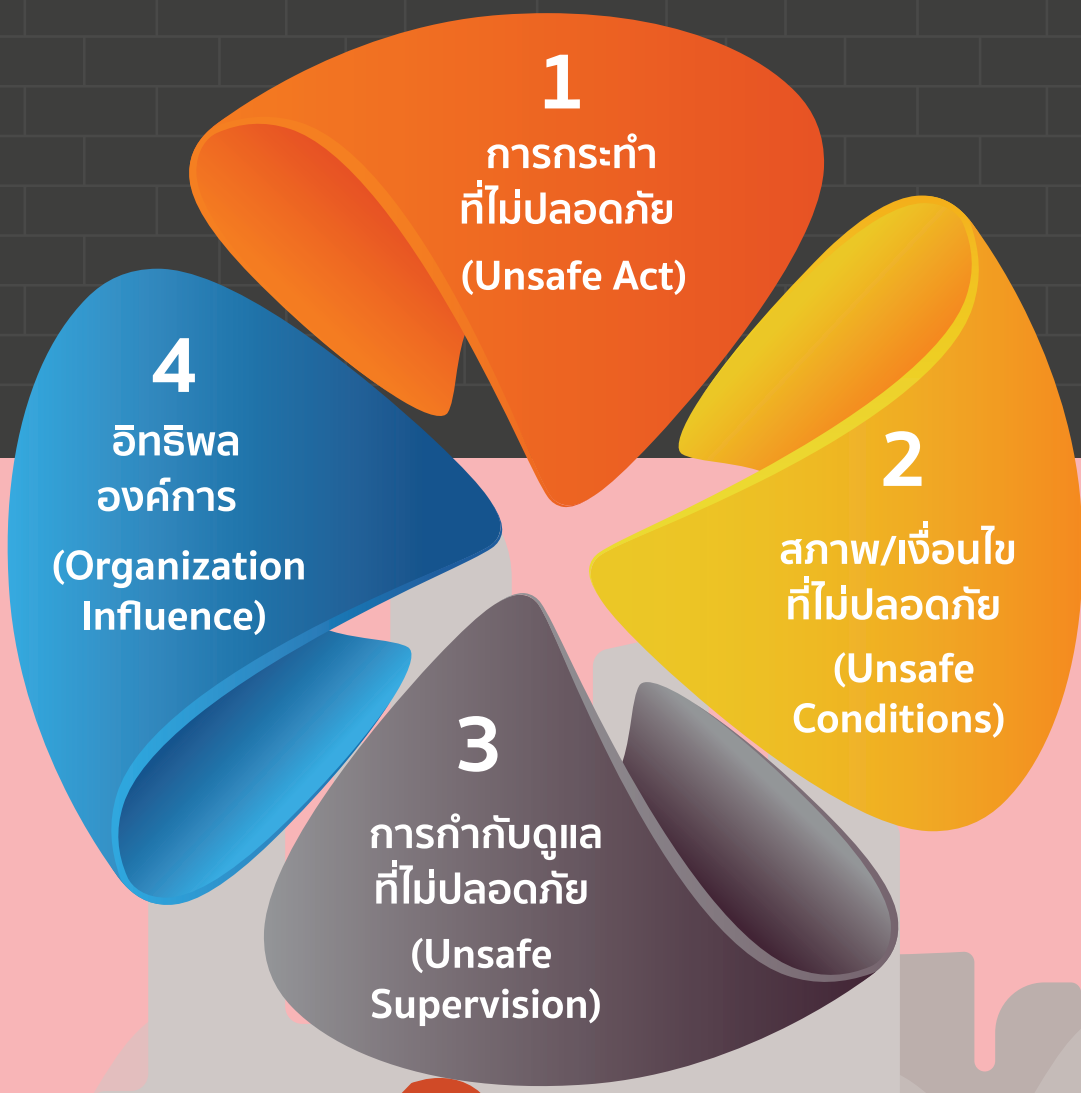 1
การกระทำ
ที่ไม่ปลอดภัย
(Unsafe Act)
2
สภาพ/เงื่อนไข
ที่ไม่ปลอดภัย
(Unsafe
Conditions)
3
การกำกับดูแล
ที่ไม่ปลอดภัย
(Unsafe
Supervision)
4
อิทธิพล
องค์การ
(Organization
Influence)